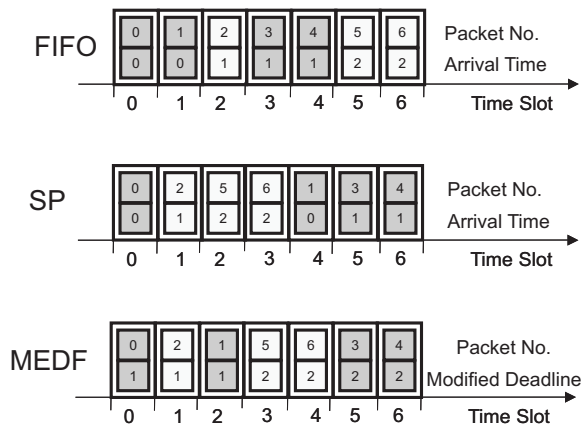 FIFO 0 1 2 3 4 5 6 Packet No.
0 0 1 1 1 2 2 Arrival Time
0 1 2 3 4 5 6 Time Slot
SP 0 2 5 6 1 3 4 Packet No.
0 1 2 2 0 1 1 Arrival Time
0 1 2 3 4 5 6 Time Slot
MEDF 0 2 1 5 6 3 4 Packet No.
1 1 1 2 2 2 2 Modified Deadline
0 1 2 3 4 5 6 Time Slot